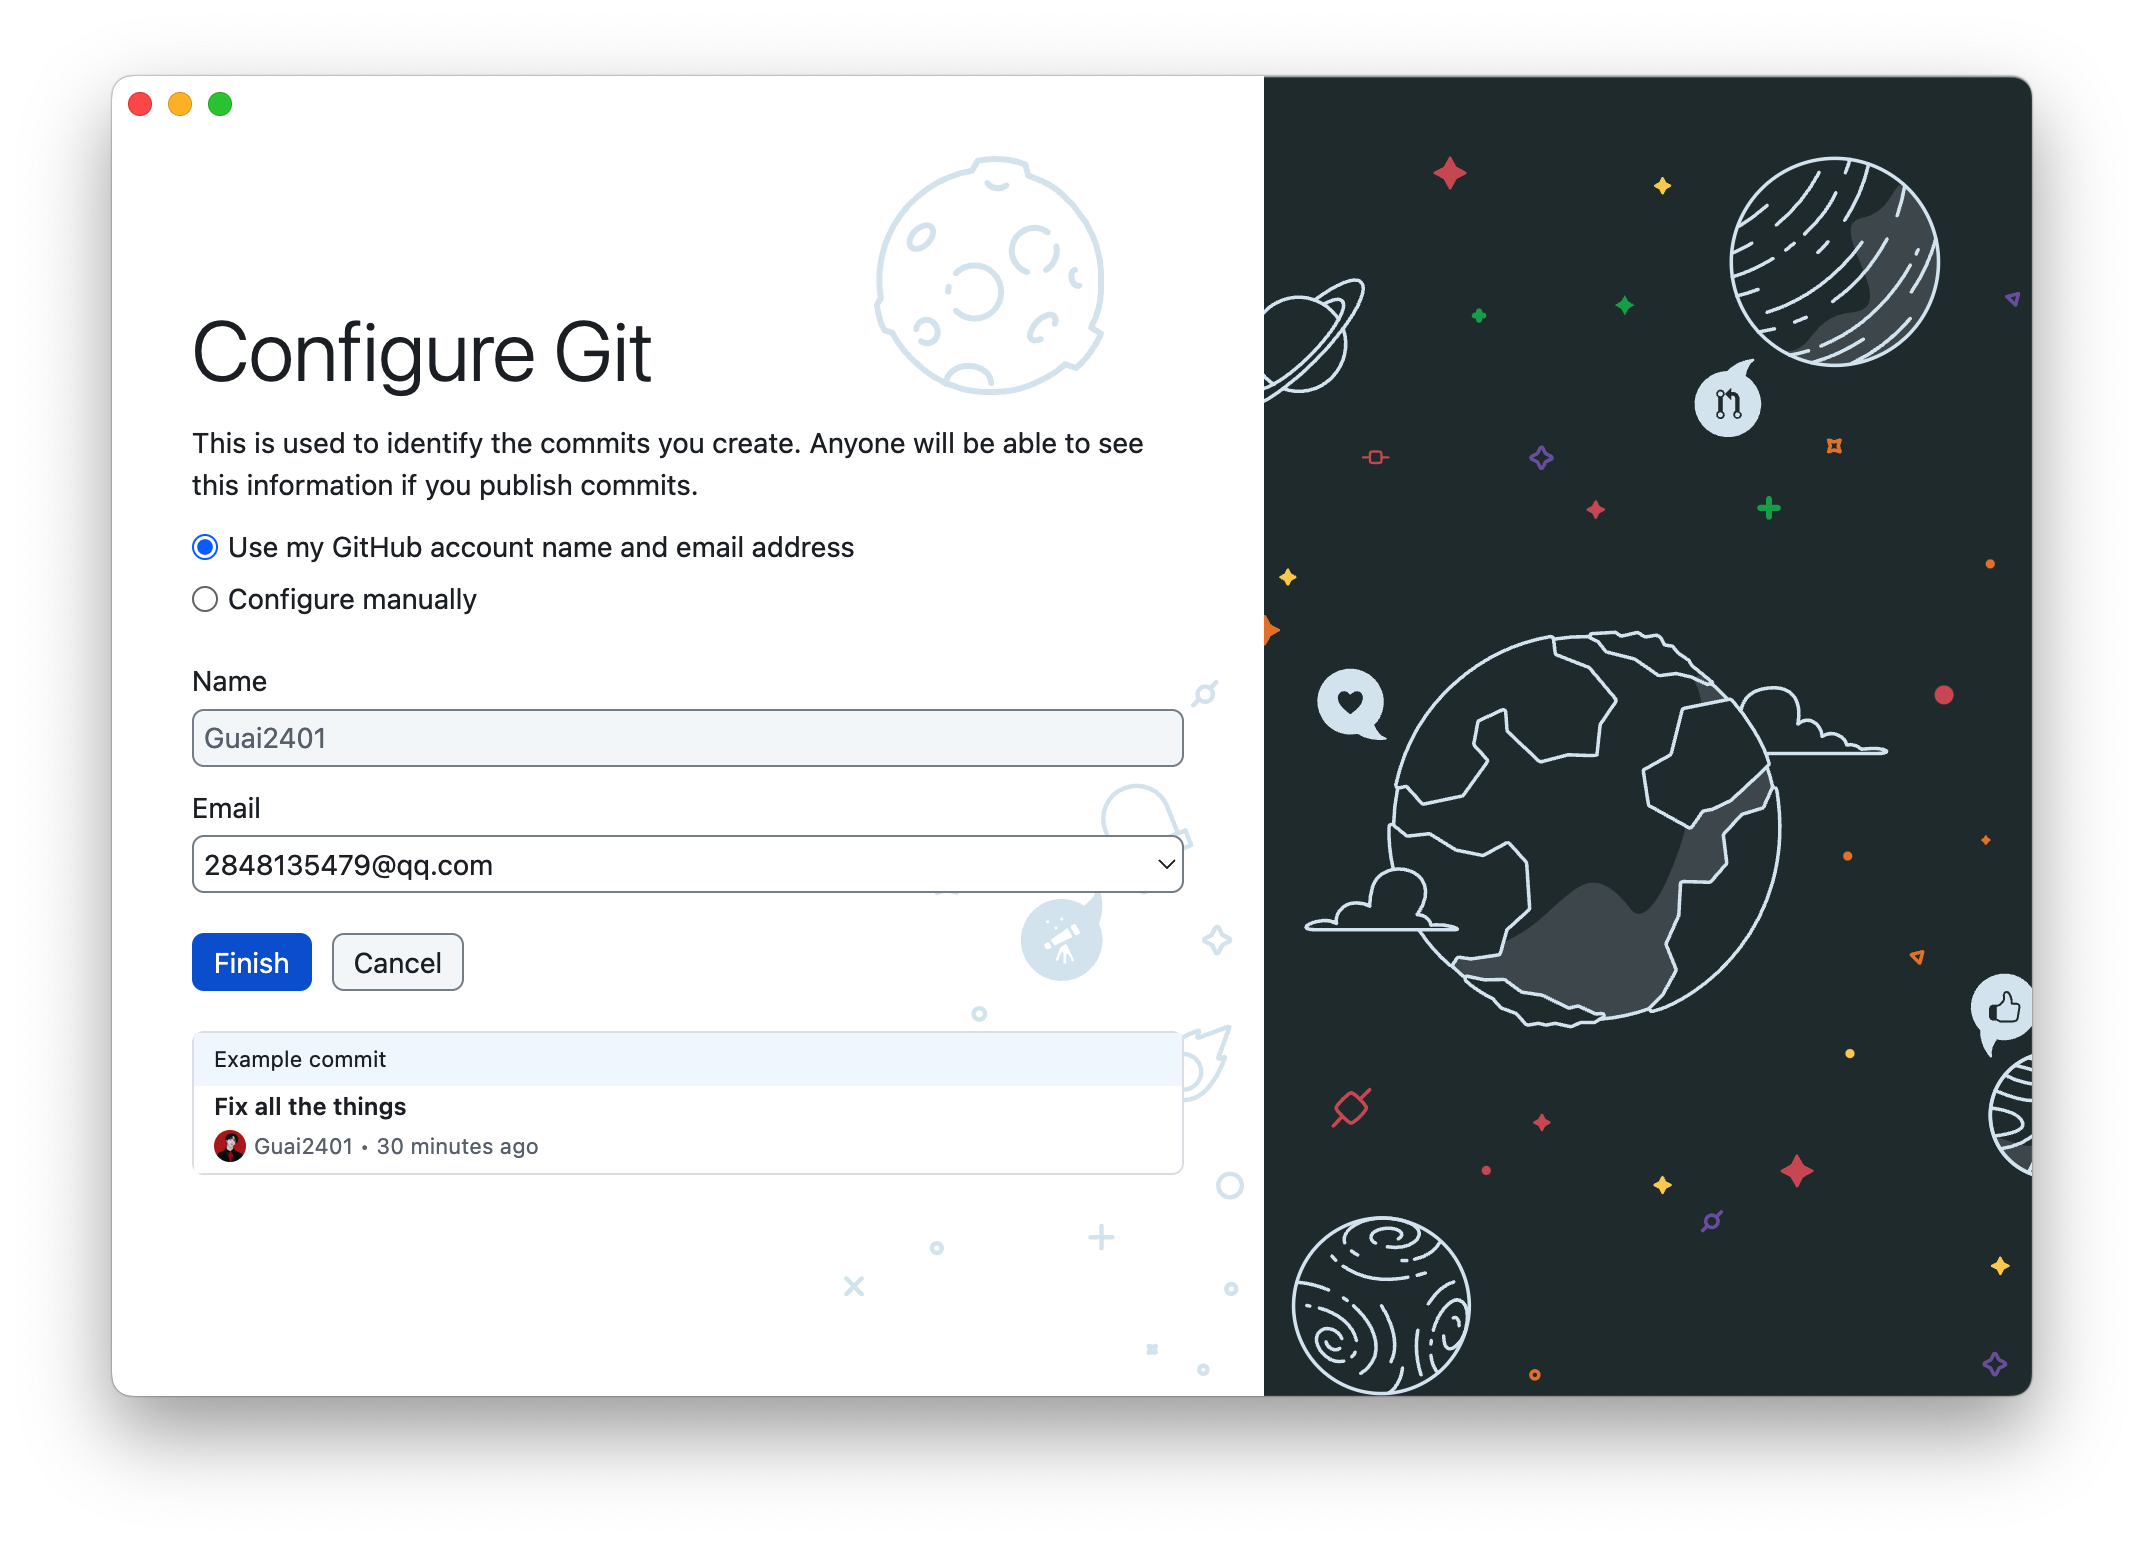 Configure Git
This is used to identify the commits you create. Anyone will be able to see
this information if you publish commits.
Use my GitHub account name and email address
Configure manually
Name
Guai2401
Email
2848135479@qq.com
Finish
Cancel
Example commit
Fix all the things
Guai2401 • 30 minutes ago